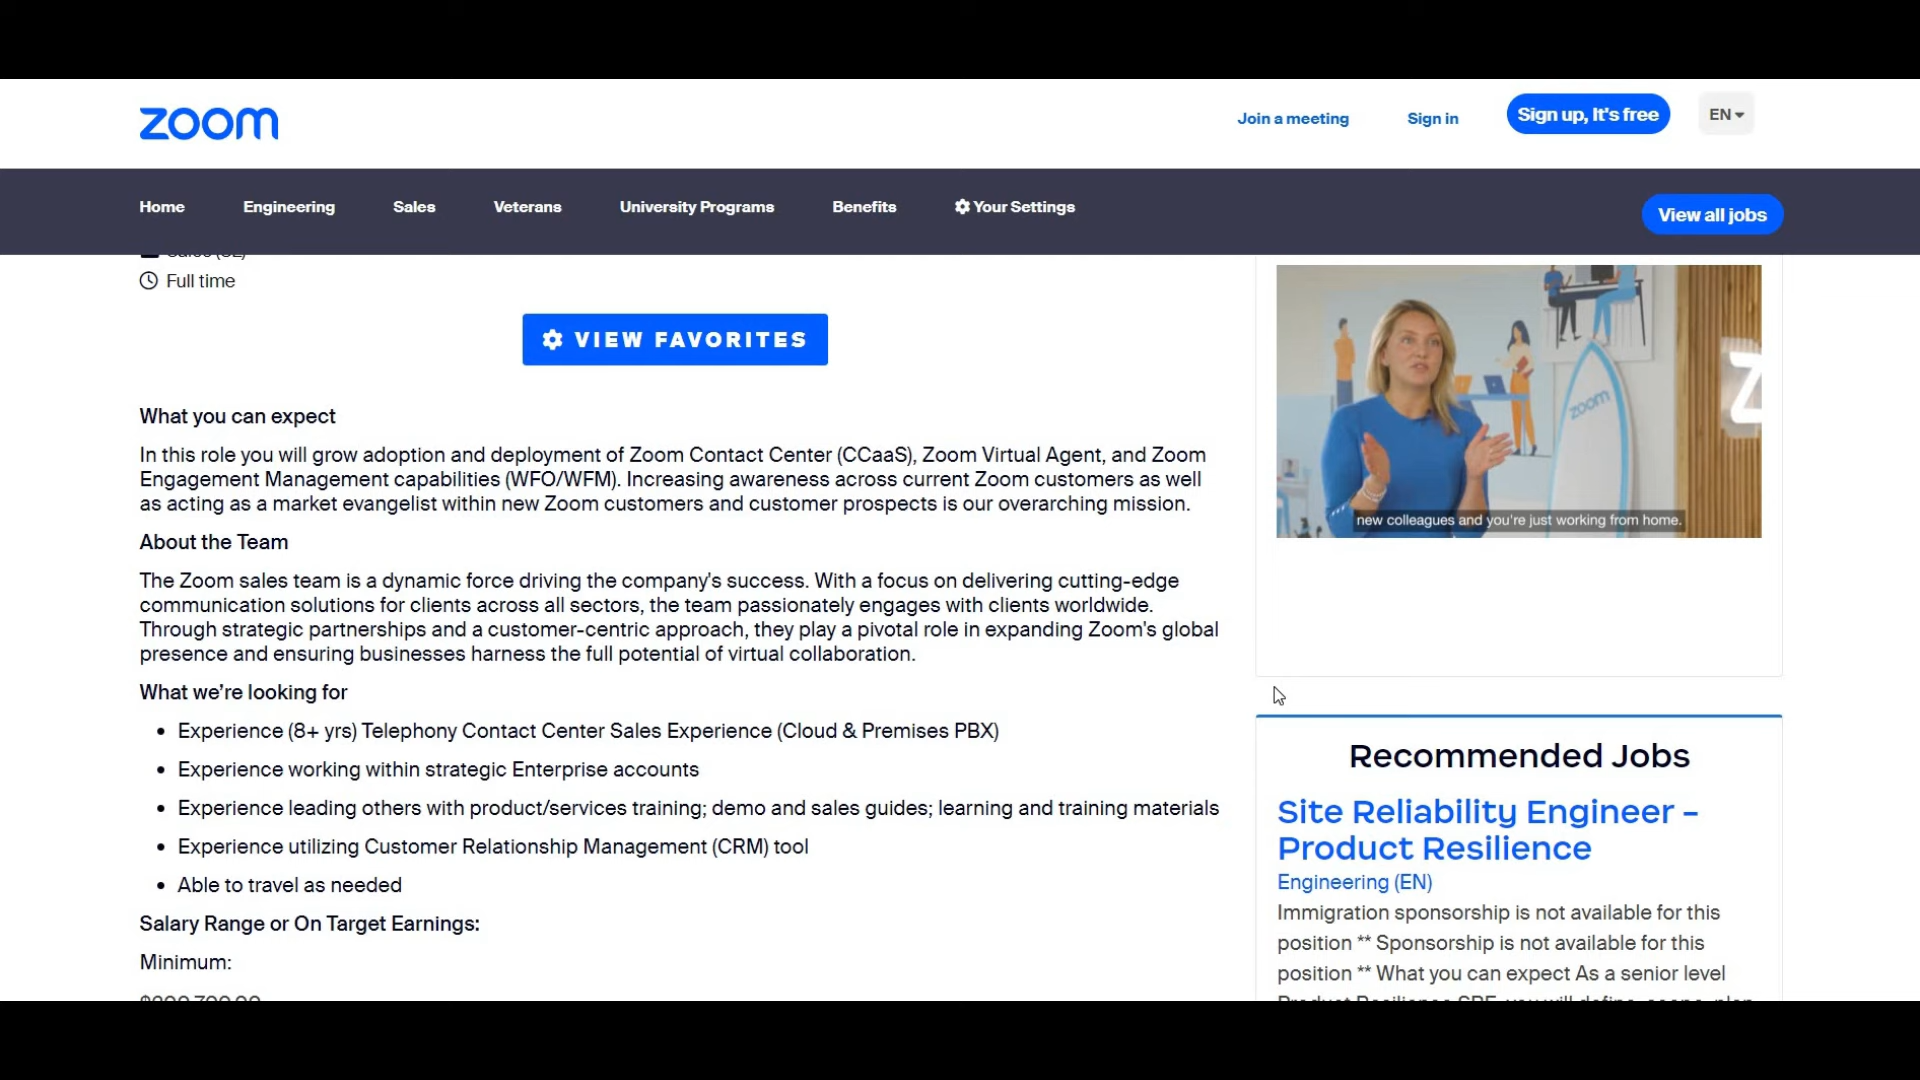 zoom
Join a meeting
Sign in
Sign up, It's free
EN
Home
Engineering
Sales
Veterans
University Programs
Benefits
Your Settings
View all jobs
Full time
VIEW FAVORITES
What you can expect
In this role you will grow adoption and deployment of Zoom Contact Center (CCaaS), Zoom Virtual Agent, and Zoom
Engagement Management capabilities (WFO/WFM). Increasing awareness across current Zoom customers as well
as acting as a market evangelist within new Zoom customers and customer prospects is our overarching mission.
About the Team
The Zoom sales team is a dynamic force driving the company's success. With a focus on delivering cutting-edge
communication solutions for clients across all sectors, the team passionately engages with clients worldwide.
Through strategic partnerships and a customer-centric approach, they play a pivotal role in expanding Zoom's global
presence and ensuring businesses harness the full potential of virtual collaboration.
What we’re looking for
Experience (8+ yrs) Telephony Contact Center Sales Experience (Cloud & Premises PBX)
Experience working within strategic Enterprise accounts
Experience leading others with product/services training; demo and sales guides; learning and training materials
Experience utilizing Customer Relationship Management (CRM) tool
Able to travel as needed
Salary Range or On Target Earnings:
Minimum:
zoom
new colleagues and you're just working from home.
Recommended Jobs
Site Reliability Engineer –
Product Resilience
Engineering (EN)
Immigration sponsorship is not available for this
position ** Sponsorship is not available for this
position ** What you can expect As a senior level